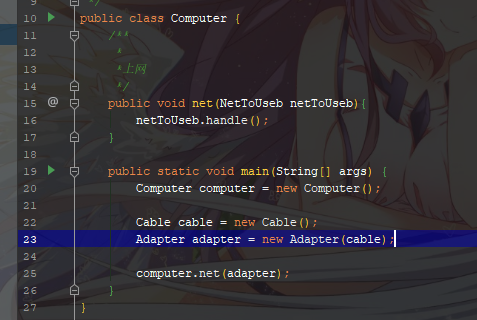 9 */
10 public class Computer {
11 /**
12 *
13 *上网
14 */
15 @ public void net(NetToUseb netToUseb){
16 netToUseb.handle();
17 }
18
19 public static void main(String[] args) {
20 Computer computer = new Computer();
21
22 Cable cable = new Cable();
23 Adapter adapter = new Adapter(cable);
24
25 computer.net(adapter);
26 }
27 }